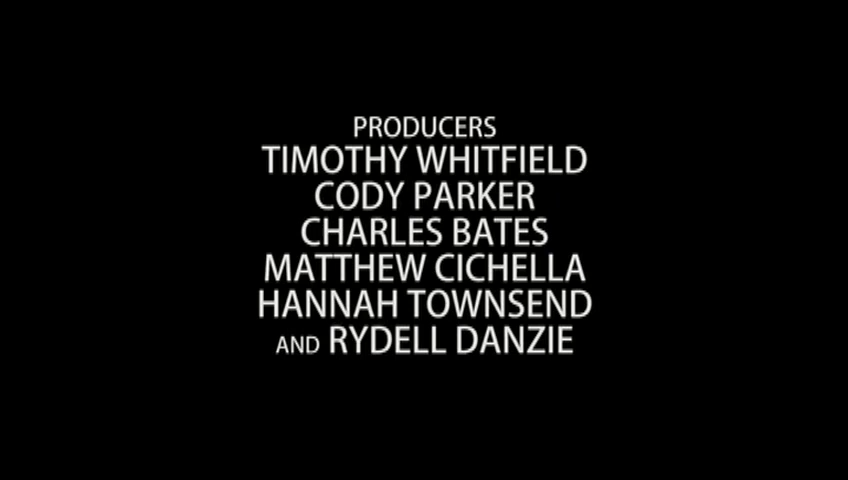 PRODUCERS
TIMOTHY WHITFIELD
CODY PARKER
CHARLES BATES
MATTHEW CICHELLA
HANNAH TOWNSEND
AND RYDELL DANZIE